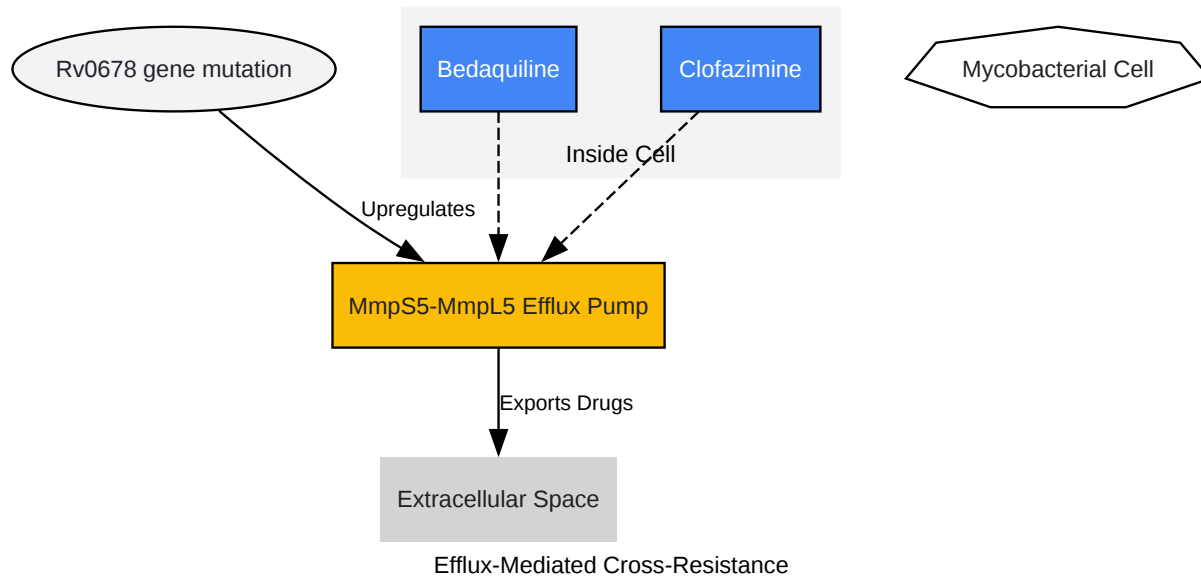 Rv0678 gene mutation
Bedaquiline
Clofazimine
Mycobacterial Cell
Inside Cell
Upregulates
MmpS5-MmpL5 Efflux Pump
Exports Drugs
Extracellular Space
Efflux-Mediated Cross-Resistance